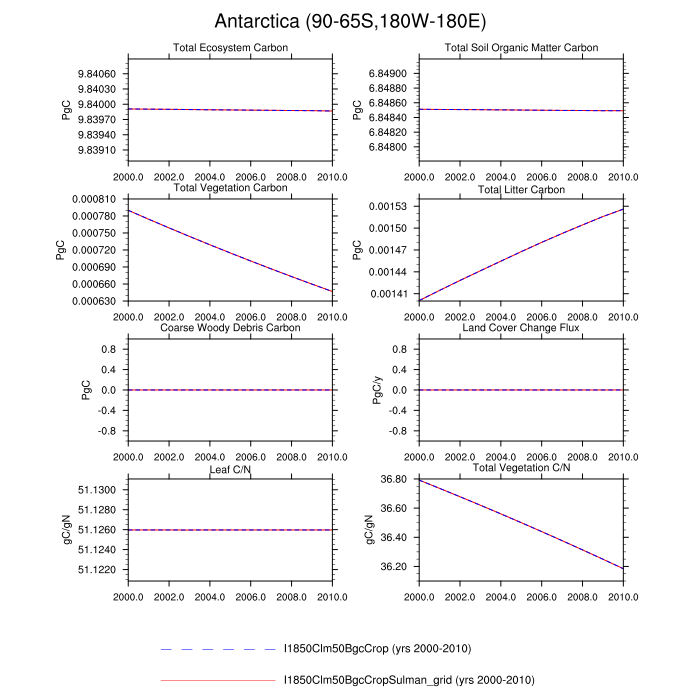 Antarctica (90-65S,180W-180E)
Total Ecosystem Carbon
PgC
9.84060
9.84030
9.84000
9.83970
9.83940
9.83910
2000.0 2002.0 2004.0 2006.0 2008.0 2010.0
Total Soil Organic Matter Carbon
PgC
6.84900
6.84880
6.84860
6.84840
6.84820
6.84800
2000.0 2002.0 2004.0 2006.0 2008.0 2010.0
Total Vegetation Carbon
PgC
0.000810
0.000780
0.000750
0.000720
0.000690
0.000660
0.000630
2000.0 2002.0 2004.0 2006.0 2008.0 2010.0
Total Litter Carbon
PgC
0.00153
0.00150
0.00147
0.00144
0.00141
2000.0 2002.0 2004.0 2006.0 2008.0 2010.0
Coarse Woody Debris Carbon
PgC
0.8
0.4
0.0
-0.4
-0.8
2000.0 2002.0 2004.0 2006.0 2008.0 2010.0
Land Cover Change Flux
PgC/y
0.8
0.4
0.0
-0.4
-0.8
2000.0 2002.0 2004.0 2006.0 2008.0 2010.0
Leaf C/N
gC/gN
51.1300
51.1280
51.1260
51.1240
51.1220
2000.0 2002.0 2004.0 2006.0 2008.0 2010.0
Total Vegetation C/N
gC/gN
36.80
36.60
36.40
36.20
2000.0 2002.0 2004.0 2006.0 2008.0 2010.0
I1850Clm50BgcCrop (yrs 2000-2010)
I1850Clm50BgcCropSulman_grid (yrs 2000-2010)